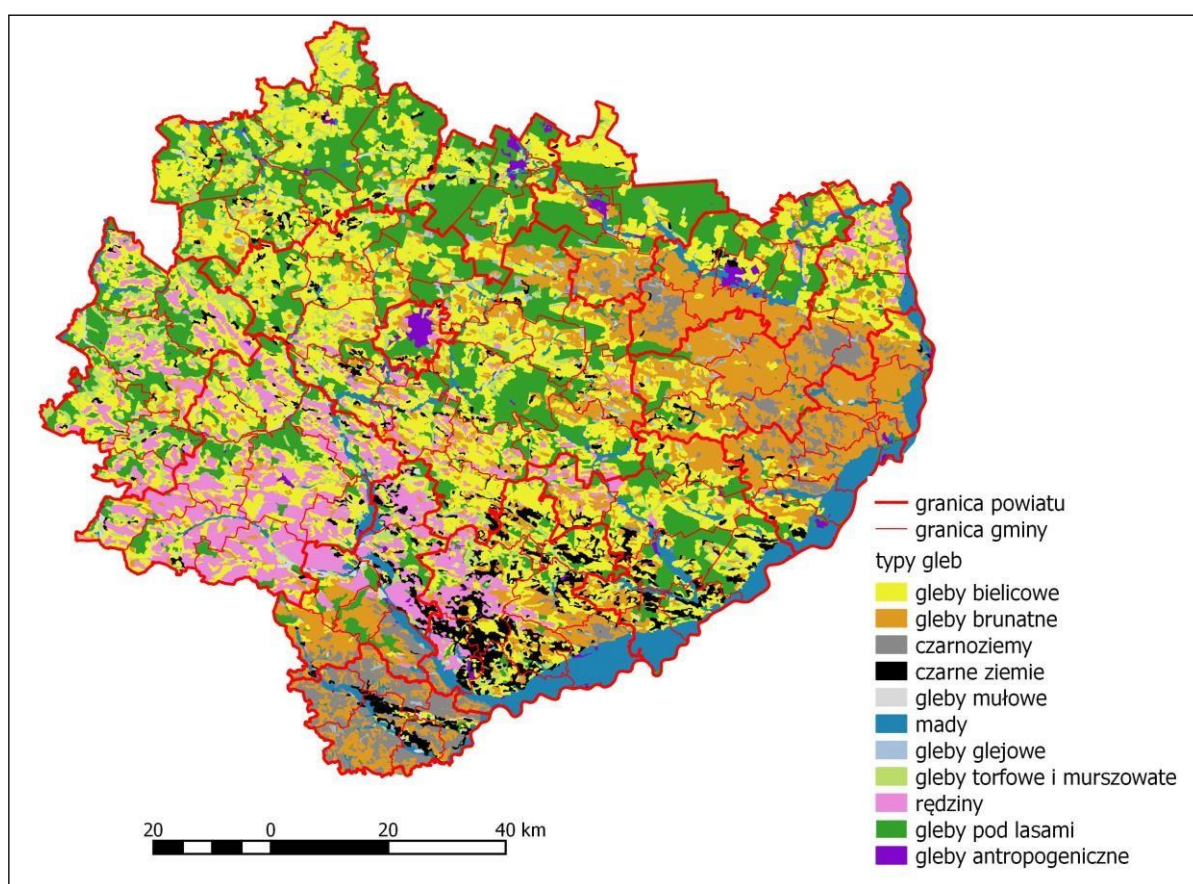 granica powiatu
granica gminy
typy gleb
gleby bielicowe
gleby brunatne
czarnoziemy
czarne ziemie
gleby mułowe
mady
gleby glejowe
gleby torfowe i murszowate
rędziny
gleby pod lasami
gleby antropogeniczne
20 0 20 40 km